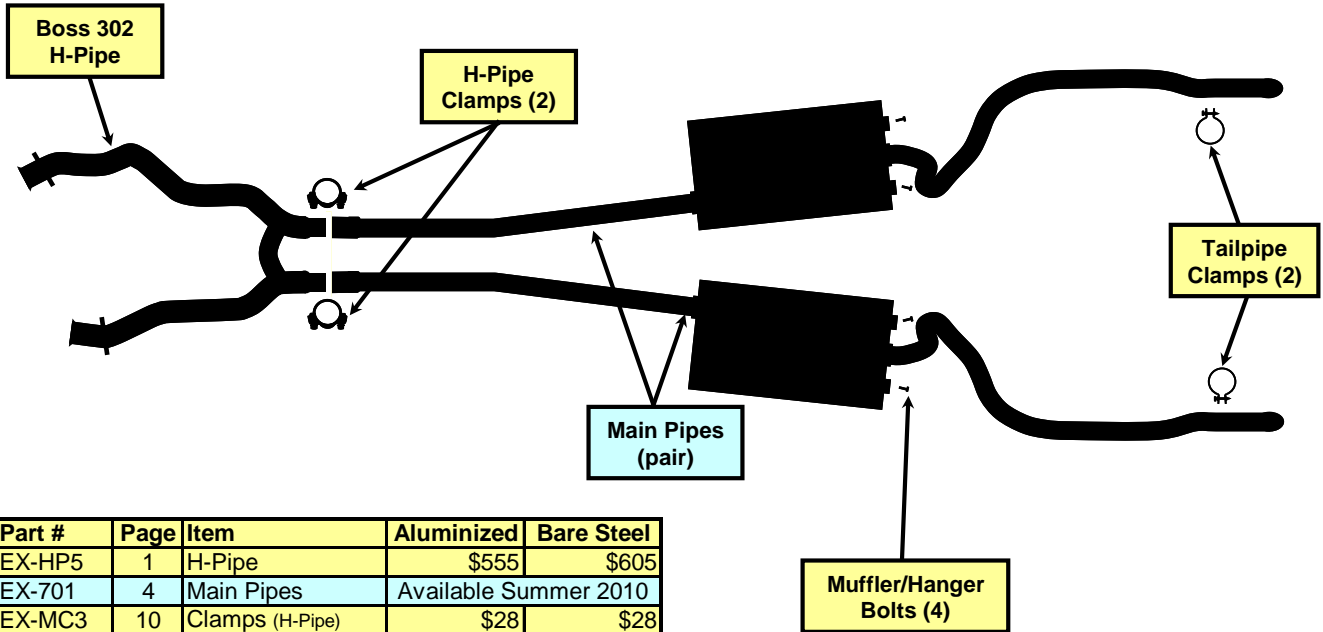 Boss 302
H-Pipe
H-Pipe
Clamps (2)
Tailpipe
Clamps (2)
Main Pipes
(pair)
Muffler/Hanger
Bolts (4)
Part # Page Item Aluminized Bare Steel
EX-HP5 1 H-Pipe $555 $605
EX-701 4 Main Pipes Available Summer 2010
EX-MC3 10 Clamps (H-Pipe) $28 $28